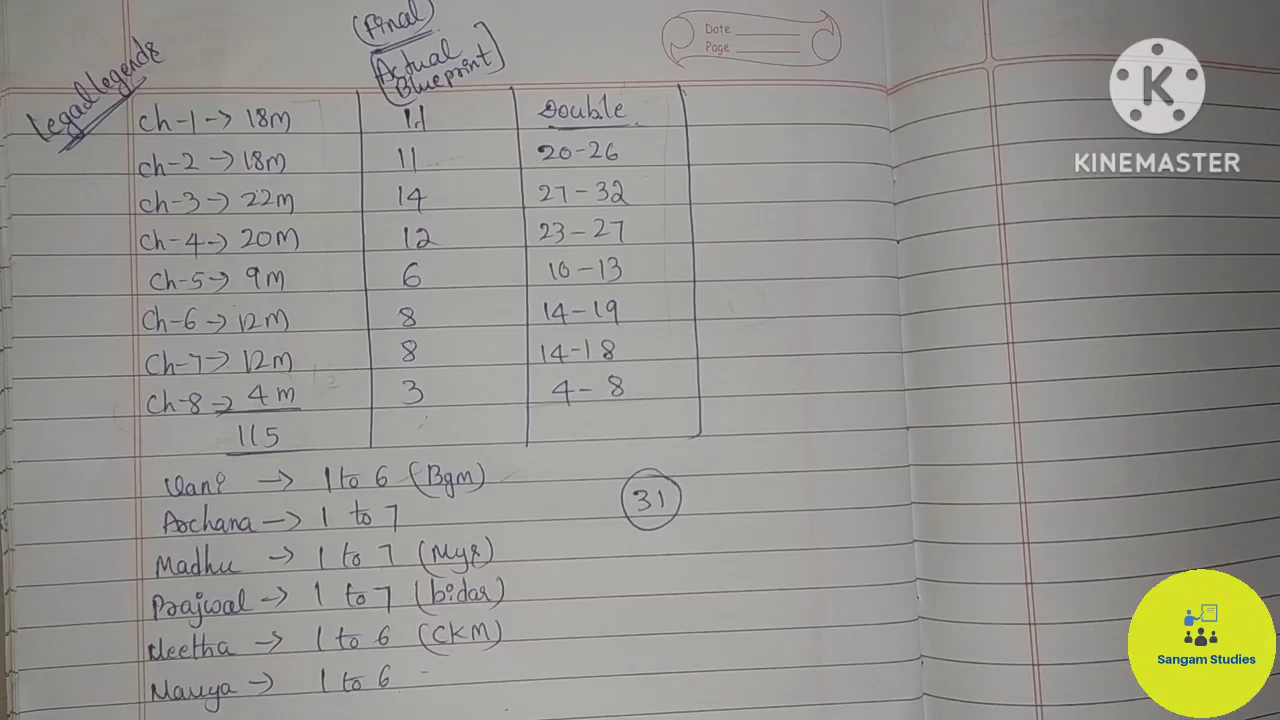 (Final)
Legal legends
Actual Blueprint
Date
Page
KINEMASTER
Ch-1 -> 18m 11 Double
Ch-2 -> 18m 11 20-26
Ch-3 -> 22m 14 27-32
Ch-4 -> 20m 12 23-27
Ch-5 -> 9m 6 10-13
Ch-6 -> 12m 8 14-19
Ch-7 -> 12m 8 14-18
Ch-8 -> 4m 3 4-8
115
Vani -> 1 to 6 (Bgm)
31
Archana -> 1 to 7
Madhu -> 1 to 7 (Mys)
Prajwal -> 1 to 7 (bidar)
Neetha -> 1 to 6 (CKM)
1 to 6
Sangam Studies